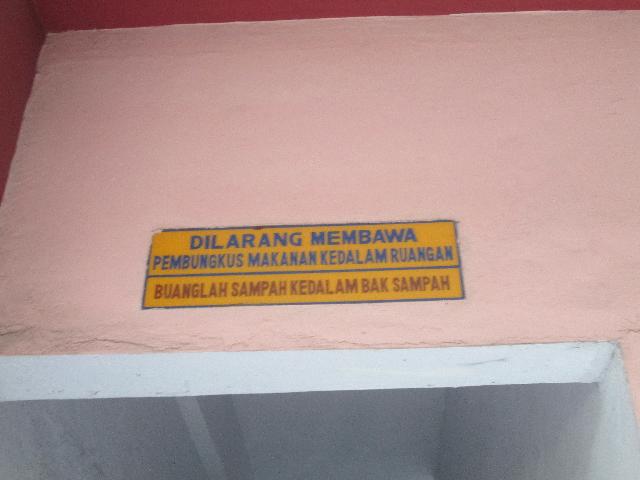 DILARANG MEMBAWA
PEMBUNGKUS MAKANAN KEDALAM RUANGAN
BUANGLAH SAMPAH KEDALAM BAK SAMPAH